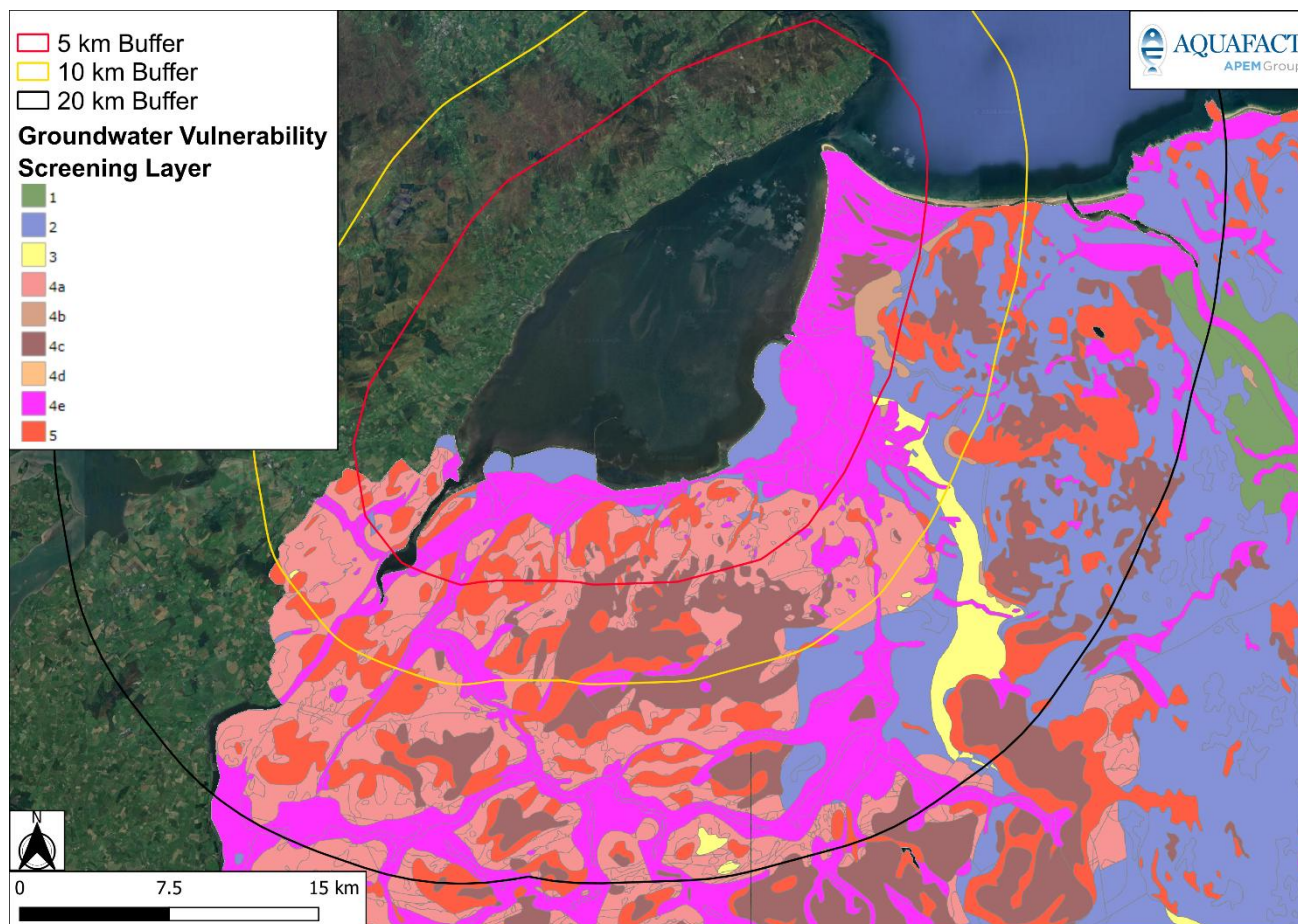 5 km Buffer
10 km Buffer
20 km Buffer
Groundwater Vulnerability
Screening Layer
1
2
3
4a
4b
4c
4d
4e
5
AQUAFACT
APEM Group
N
0 7.5 15 km